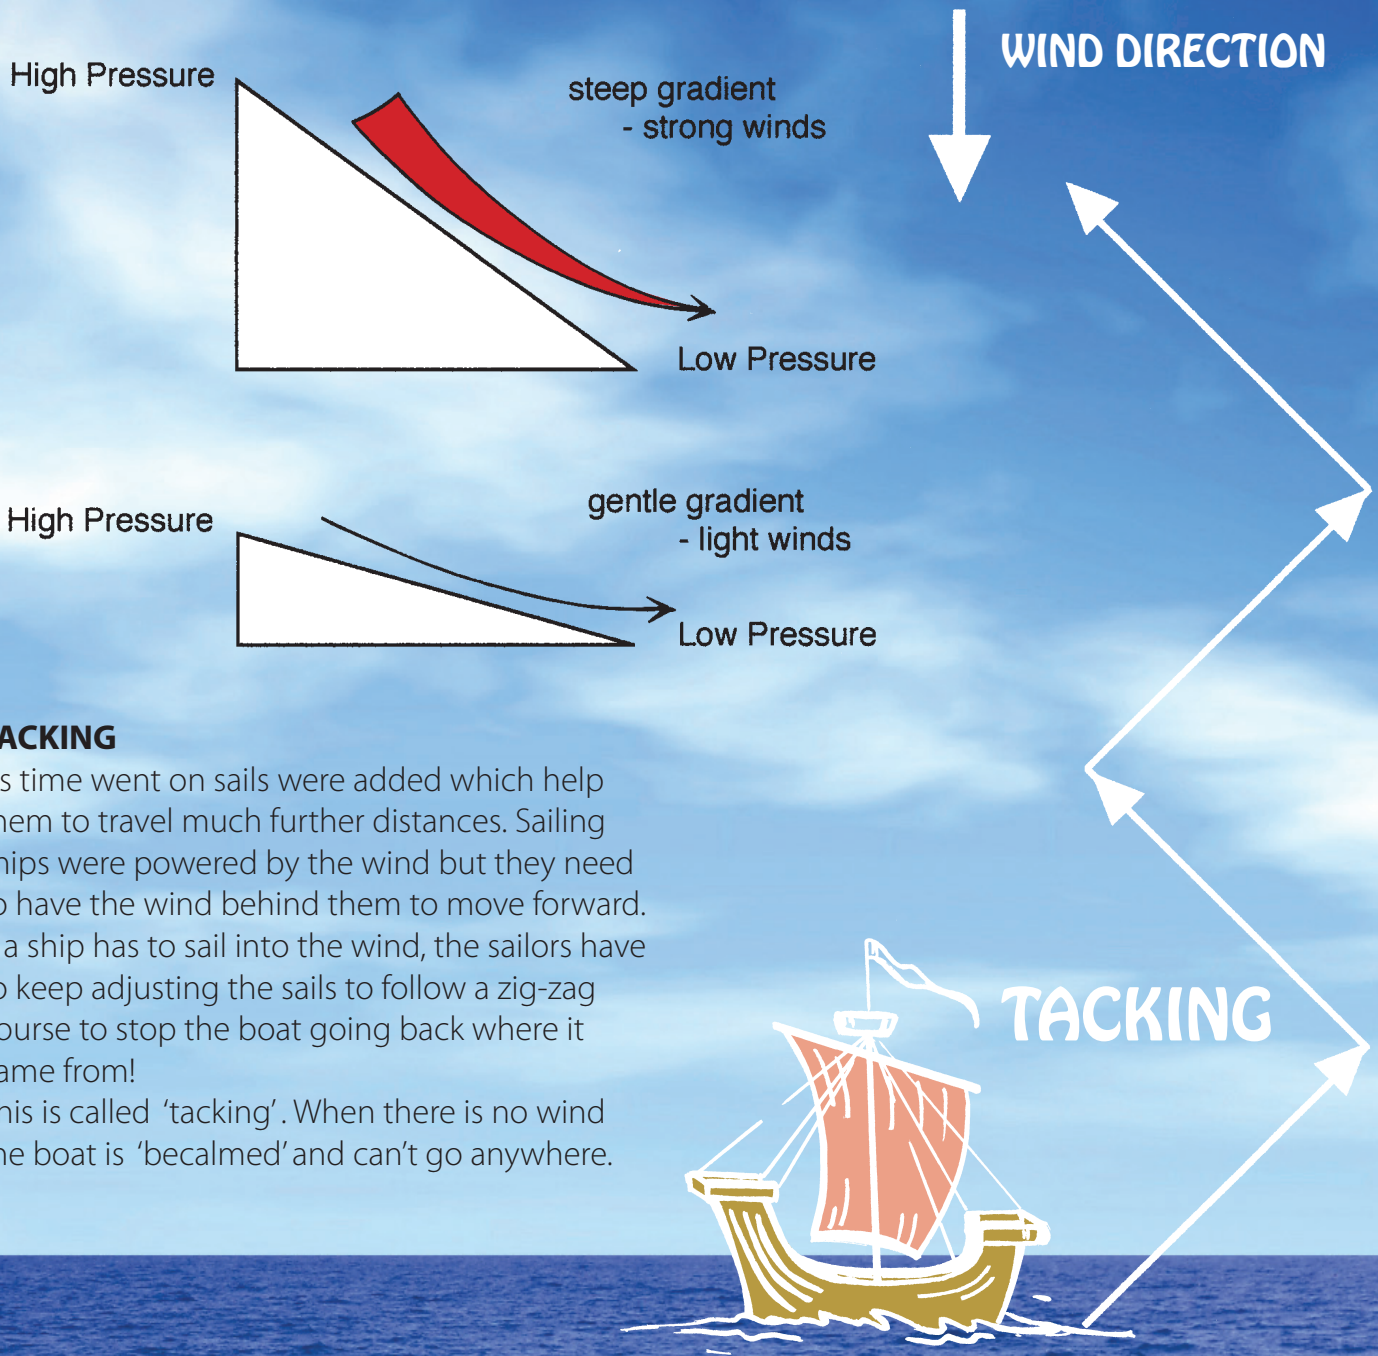 WIND DIRECTION
High Pressure
steep gradient
- strong winds
Low Pressure
High Pressure
gentle gradient
- light winds
Low Pressure
ACKING
s time went on sails were added which help
hem to travel much further distances. Sailing
hips were powered by the wind but they need
o have the wind behind them to move forward.
a ship has to sail into the wind, the sailors have
o keep adjusting the sails to follow a zig-zag
ourse to stop the boat going back where it
ame from!
his is called ‘tacking’. When there is no wind
he boat is ‘becalmed’ and can’t go anywhere.
TACKING